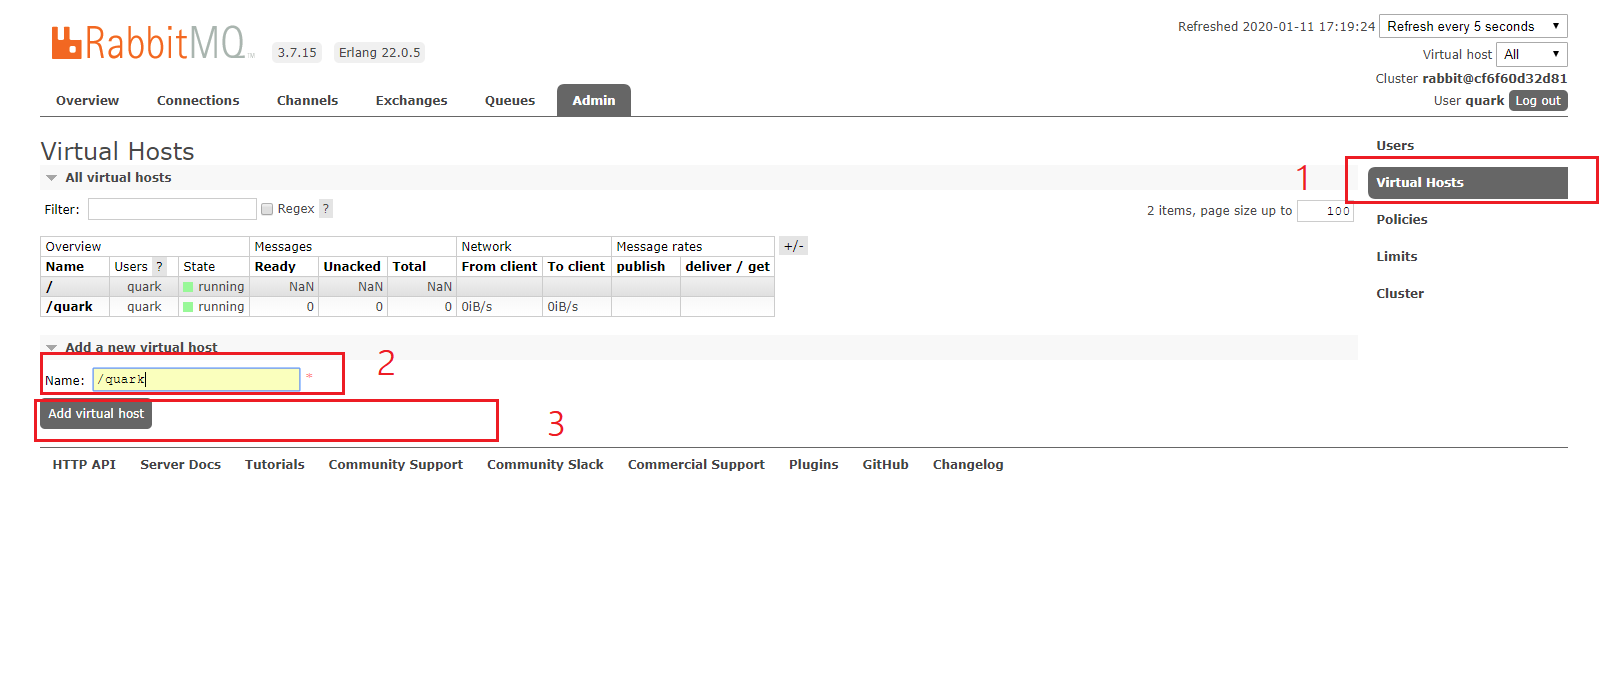 RabbitMQ TM 3.7.15 Erlang 22.0.5
Refreshed 2020-01-11 17:19:24 Refresh every 5 seconds
Virtual host All
Cluster rabbit@cf6f60d32d81
User quark Log out
Overview Connections Channels Exchanges Queues Admin
Virtual Hosts
All virtual hosts
Filter: Regex ?
2 items, page size up to 100
Overview Messages Network Message rates +/-
Name Users ? State Ready Unacked Total From client To client publish deliver / get
/ quark running NaN NaN NaN
/quark quark running 0 0 0 0iB/s 0iB/s
Add a new virtual host
Name: /quark *
2
Add virtual host
3
Users
1
Virtual Hosts
Policies
Limits
Cluster
HTTP API Server Docs Tutorials Community Support Community Slack Commercial Support Plugins GitHub Changelog